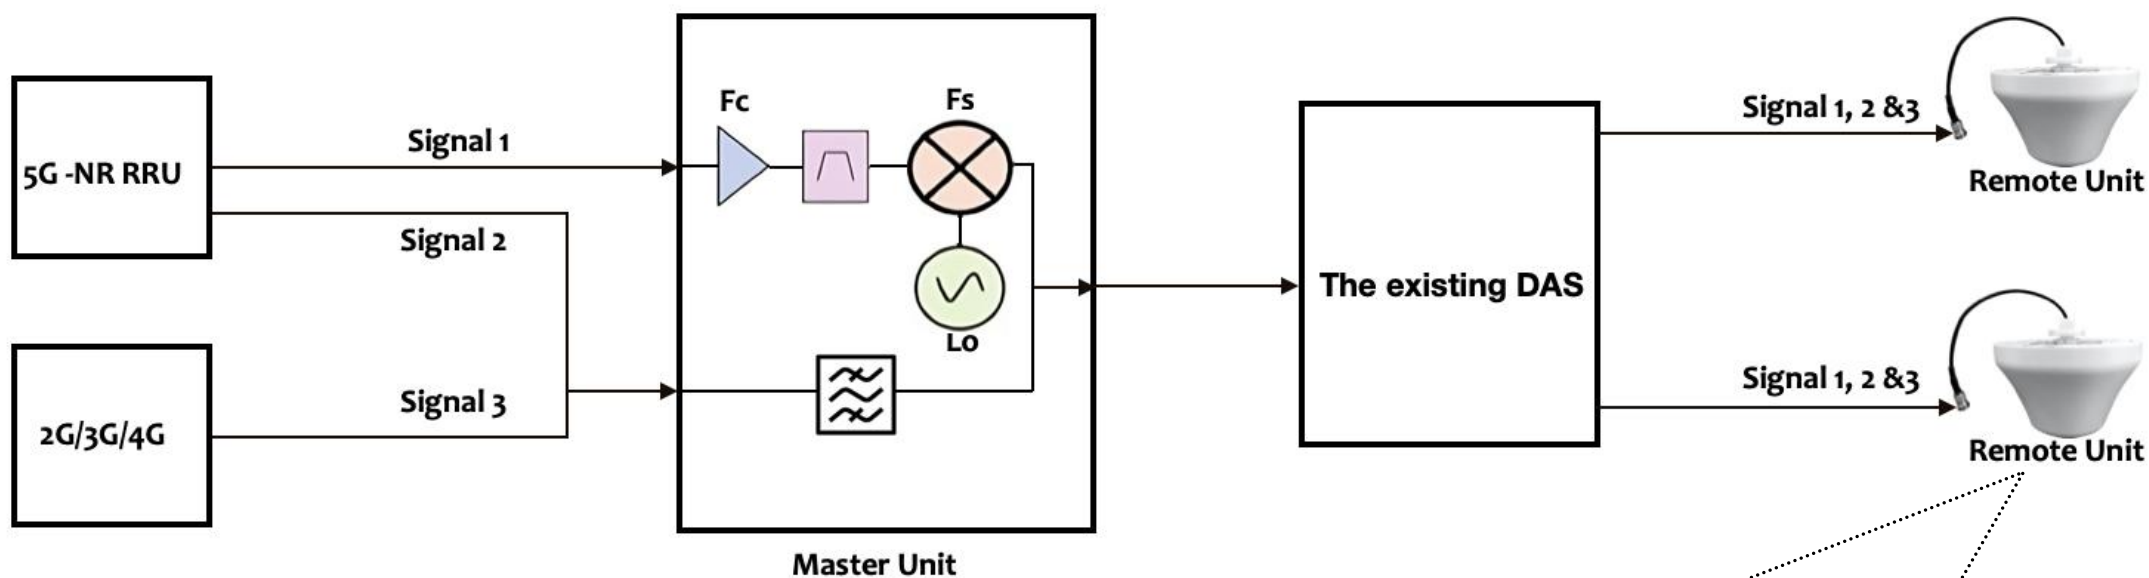 5G -NR RRU
Signal 1
Signal 2
2G/3G/4G
Signal 3
Fc
Fs
Lo
Master Unit
The existing DAS
Signal 1, 2 &3
Remote Unit
Signal 1, 2 &3
Remote Unit